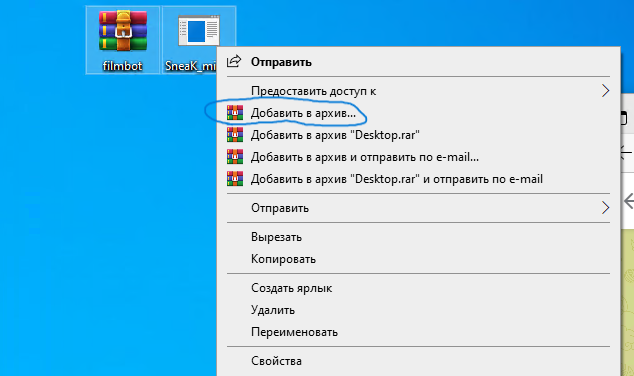 filmbot
SneaK_mi
Отправить
Предоставить доступ к
Добавить в архив...
Добавить в архив "Desktop.rar"
Добавить в архив и отправить по e-mail...
Добавить в архив "Desktop.rar" и отправить по e-mail
Отправить
Вырезать
Копировать
Создать ярлык
Удалить
Переименовать
Свойства